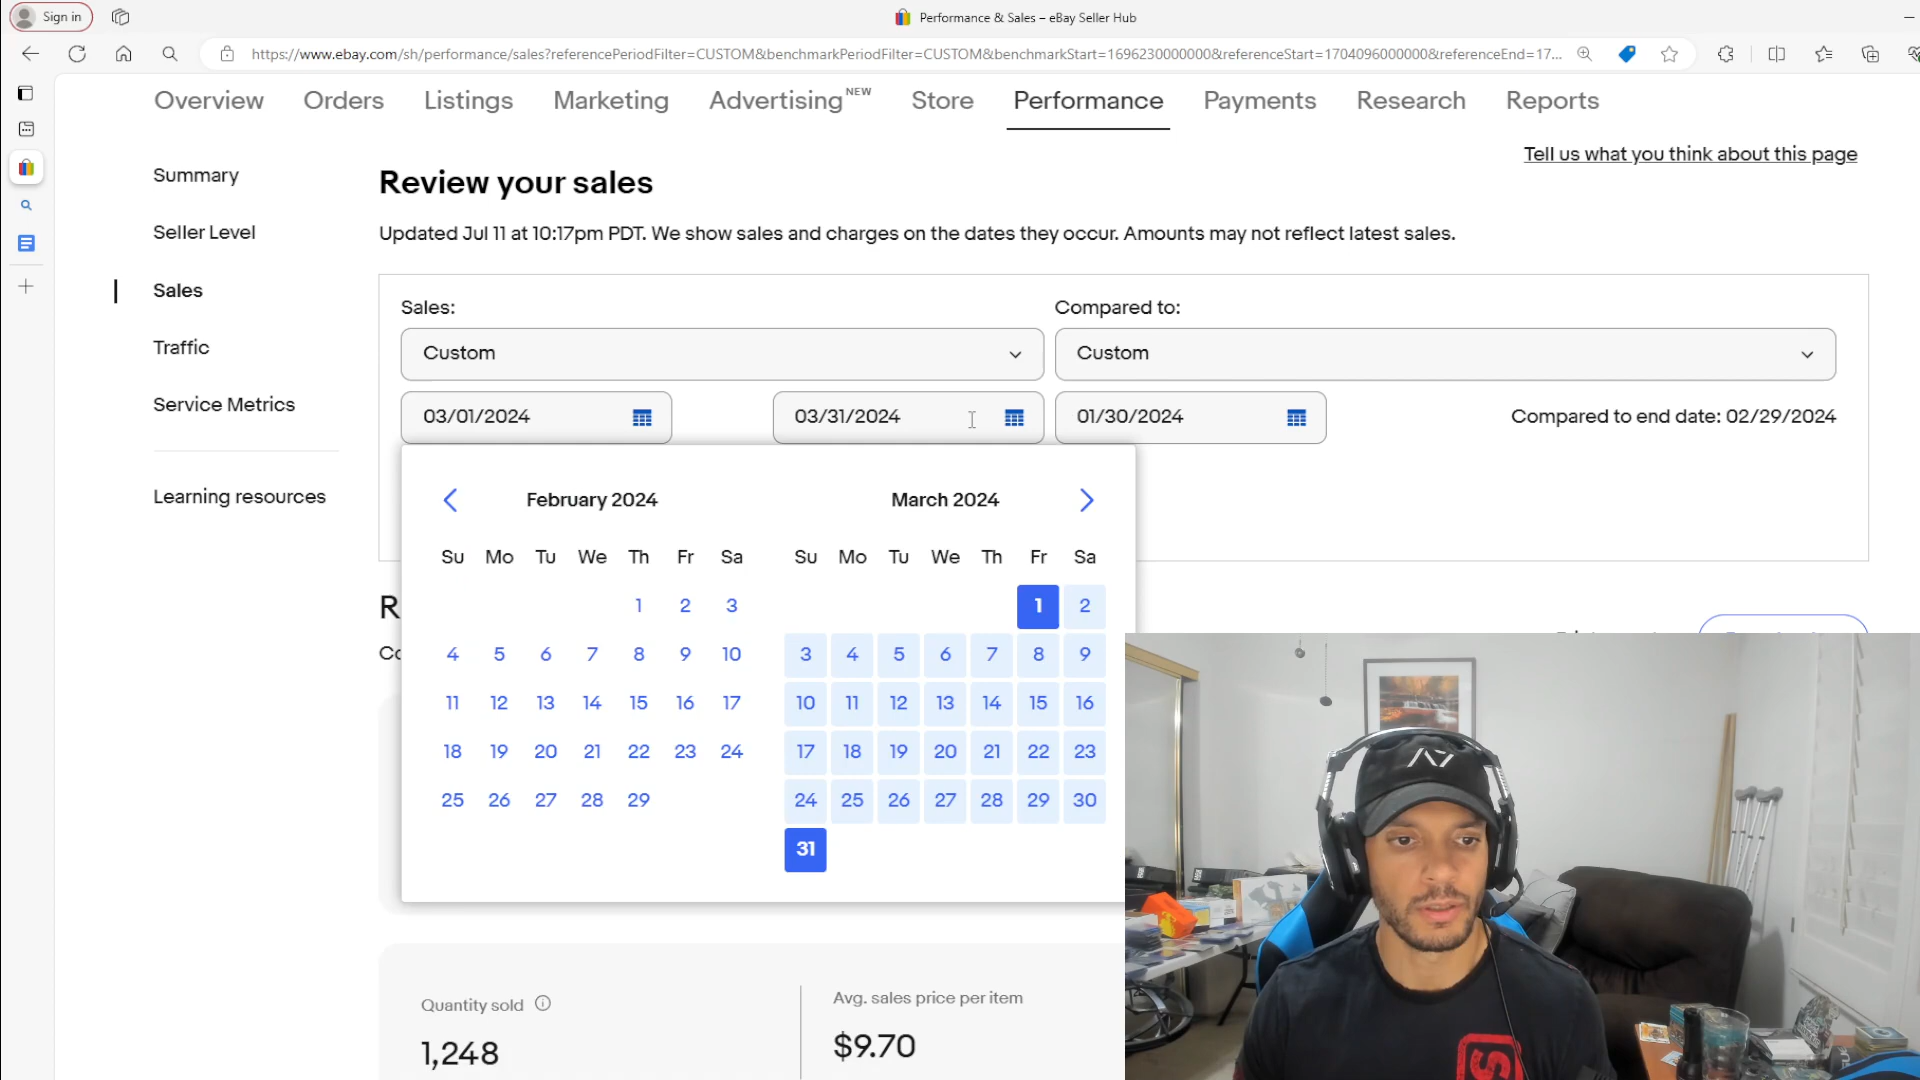 Sign in
Performance & Sales – eBay Seller Hub
https://www.ebay.com/sh/performance/sales?referencePeriodFilter=CUSTOM&benchmarkPeriodFilter=CUSTOM&benchmarkStart=1696230000000&referenceStart=1704096000000&referenceEnd=17...
Overview Orders Listings Marketing Advertising NEW Store Performance Payments Research Reports
Tell us what you think about this page
Summary
Seller Level
Sales
Traffic
Service Metrics
Learning resources
Review your sales
Updated Jul 11 at 10:17pm PDT. We show sales and charges on the dates they occur. Amounts may not reflect latest sales.
Sales: Compared to:
Custom Custom
03/01/2024 03/31/2024 01/30/2024 Compared to end date: 02/29/2024
February 2024 March 2024
Su Mo Tu We Th Fr Sa Su Mo Tu We Th Fr Sa
1 2 3 1 2
4 5 6 7 8 9 10 3 4 5 6 7 8 9
11 12 13 14 15 16 17 10 11 12 13 14 15 16
18 19 20 21 22 23 24 17 18 19 20 21 22 23
25 26 27 28 29 24 25 26 27 28 29 30
31
Quantity sold Avg. sales price per item
1,248 $9.70